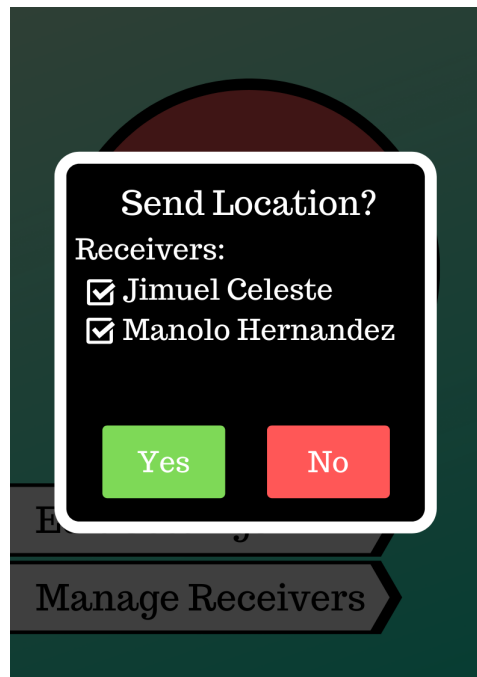 Send Location?
Receivers:
Jimuel Celeste
Manolo Hernandez
Yes
No
Manage Receivers